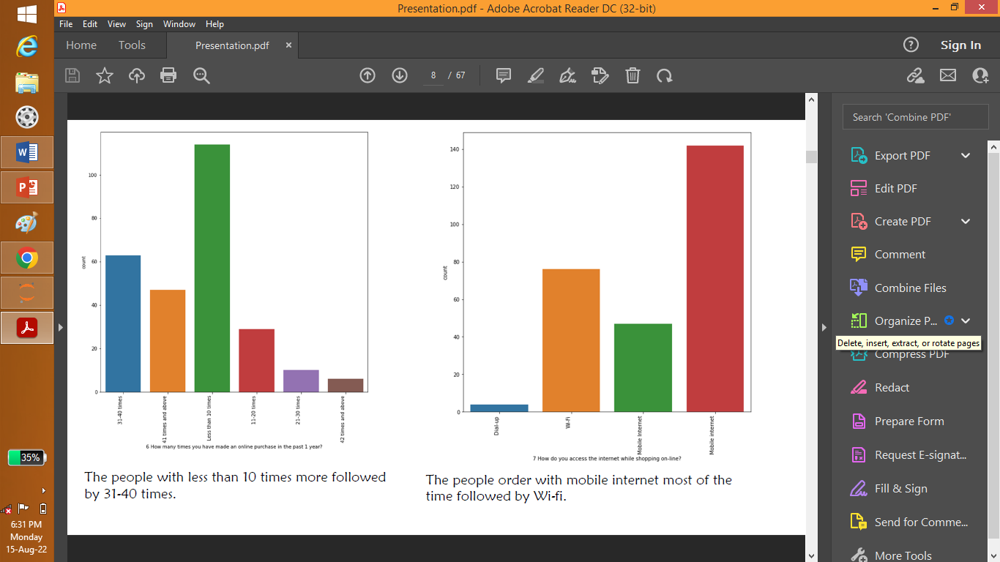 Presentation.pdf - Adobe Acrobat Reader DC (32-bit)
File Edit View Sign Window Help
Home Tools Presentation.pdf × ? Sign In
8 / 67
Search 'Combine PDF'
Export PDF
Edit PDF
Create PDF
Comment
Combine Files
Organize P...
Delete, insert, extract, or rotate pages
Compress PDF
Redact
Prepare Form
Request E-signat...
Fill & Sign
Send for Comme...
More Tools
100
80
60
40
20
0
count
31-40 times
41 times and above
Less than 10 times
11-20 times
21-30 times
42 times and above
6 How many times you have made an online purchase in the past 1 year?
The people with less than 10 times more followed
by 31-40 times.
140
120
100
80
60
40
20
0
count
Dial-up
Wi-Fi
Mobile Internet
Mobile internet
7 How do you access the internet while shopping on-line?
The people order with mobile internet most of the
time followed by Wi-fi.
W
P
35%
6:31 PM
Monday
15-Aug-22